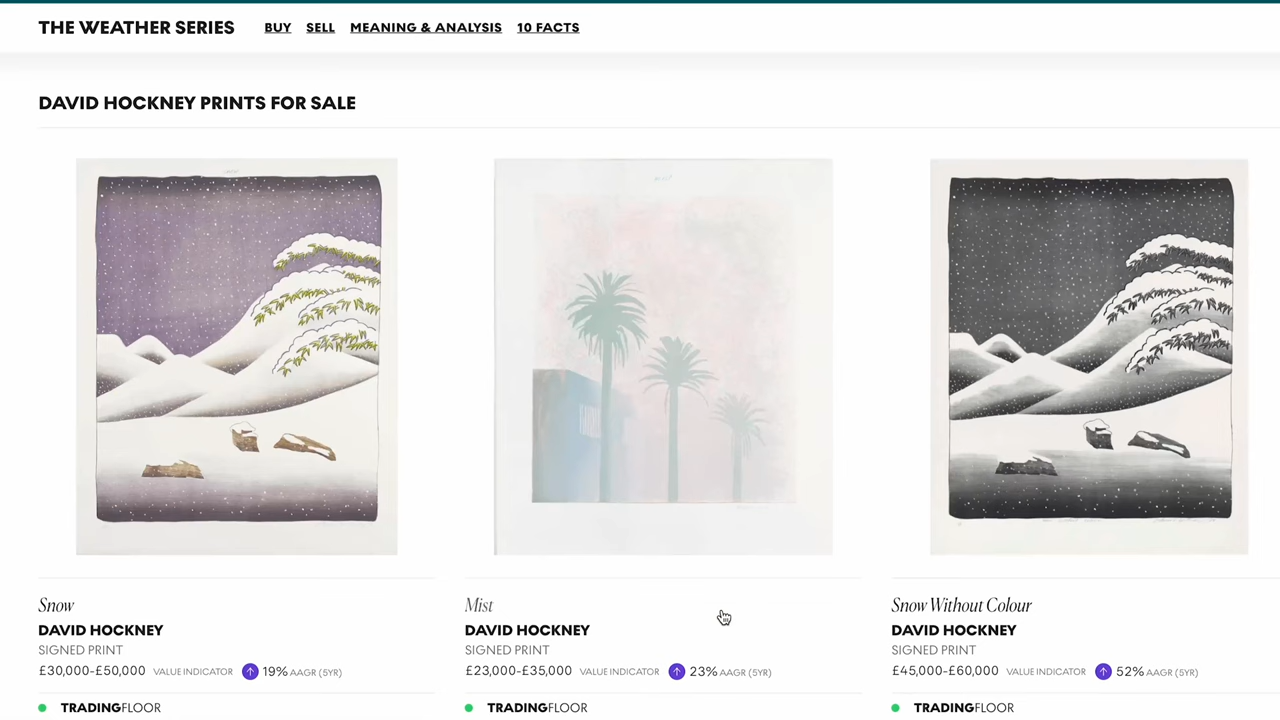 THE WEATHER SERIES BUY SELL MEANING & ANALYSIS 10 FACTS
DAVID HOCKNEY PRINTS FOR SALE
Snow
DAVID HOCKNEY
SIGNED PRINT
£30,000-£50,000 VALUE INDICATOR 19% AAGR (5YR)
TRADINGFLOOR
Mist
DAVID HOCKNEY
SIGNED PRINT
£23,000-£35,000 VALUE INDICATOR 23% AAGR (5YR)
TRADINGFLOOR
Snow Without Colour
DAVID HOCKNEY
SIGNED PRINT
£45,000-£60,000 VALUE INDICATOR 52% AAGR (5YR)
TRADINGFLOOR